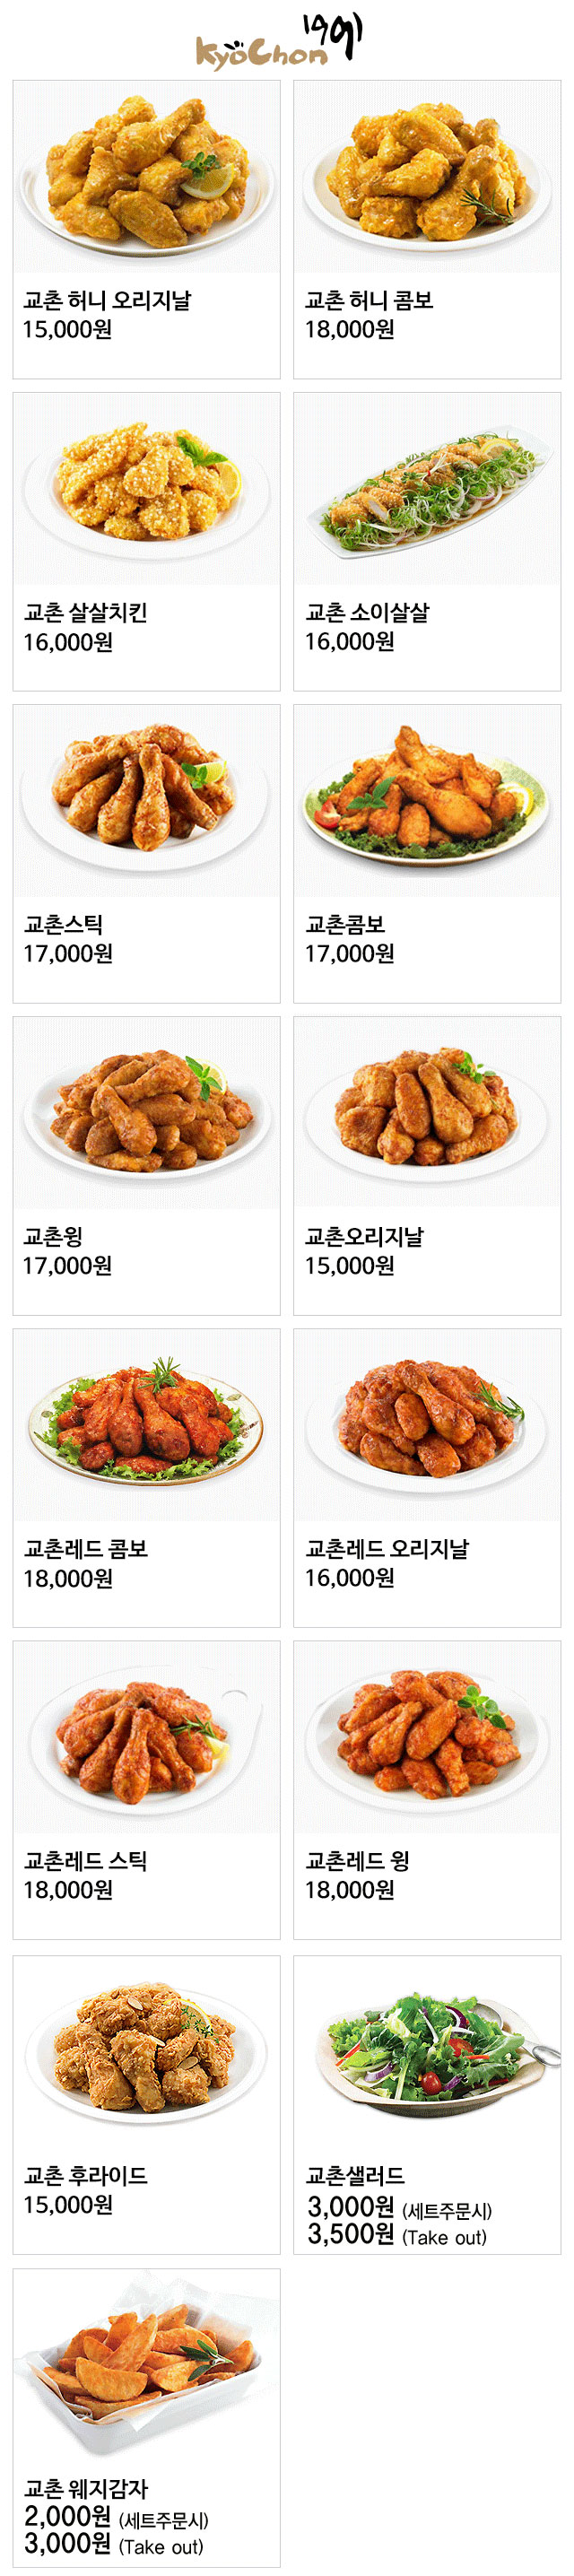 KyoChon 1991
교촌 허니 오리지날
15,000원
교촌 허니 콤보
18,000원
교촌 살살치킨
16,000원
교촌 소이살살
16,000원
교촌스틱
17,000원
교촌콤보
17,000원
교촌윙
17,000원
교촌오리지날
15,000원
교촌레드 콤보
18,000원
교촌레드 오리지날
16,000원
교촌레드 스틱
18,000원
교촌레드 윙
18,000원
교촌 후라이드
15,000원
교촌샐러드
3,000원 (세트주문시)
3,500원 (Take out)
교촌 웨지감자
2,000원 (세트주문시)
3,000원 (Take out)